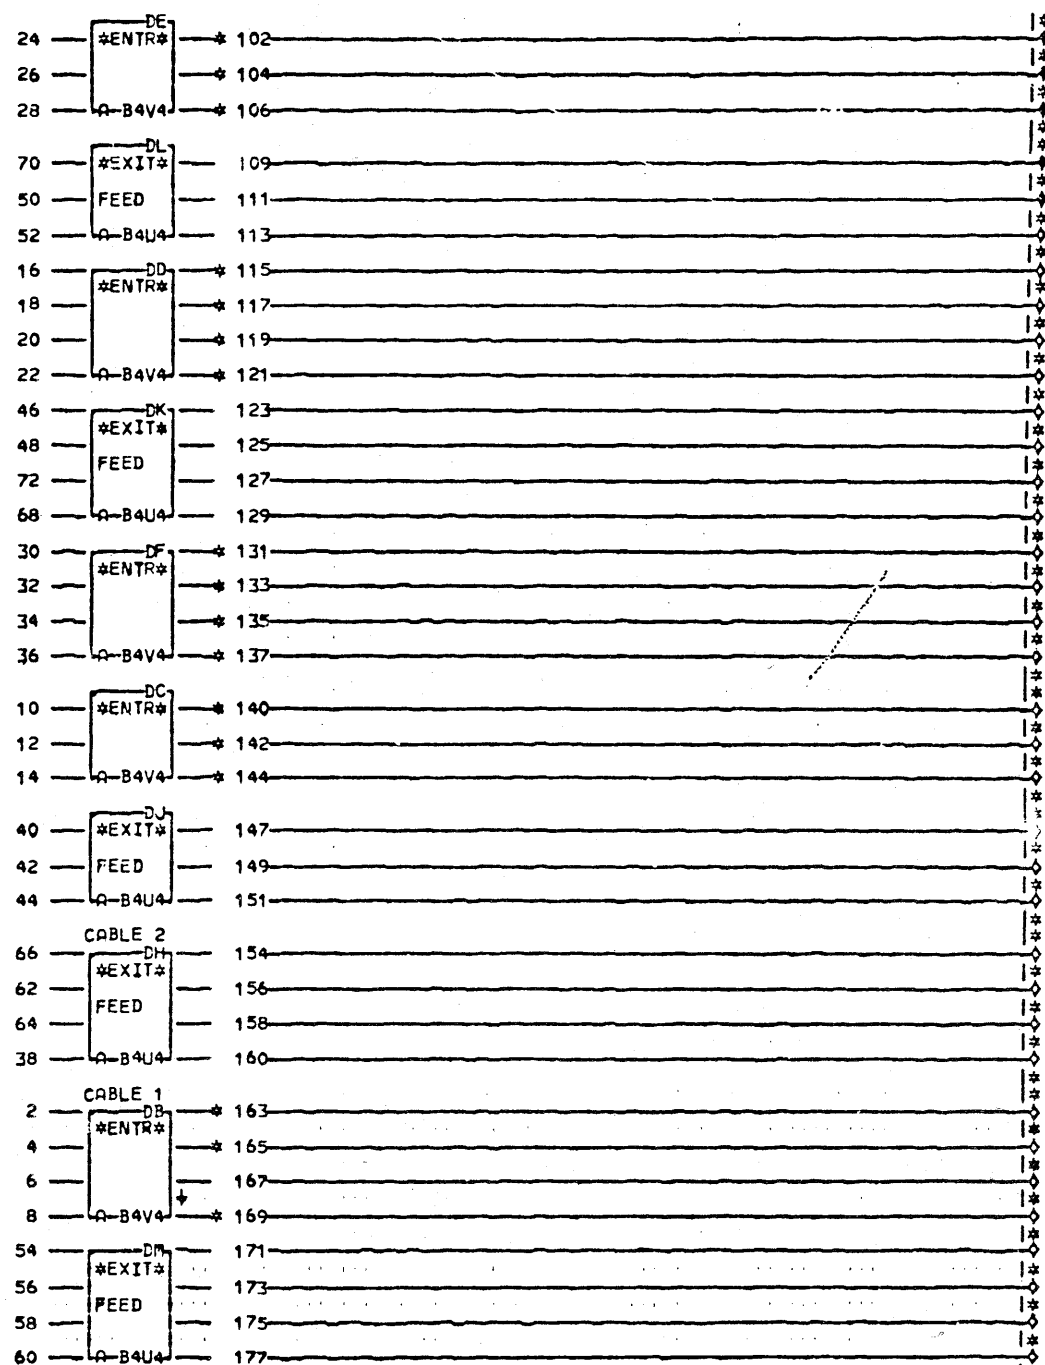 DE
24 *ENTR* * 102
26 * 104
28 A B4V4 * 106
DL
70 *EXIT* 109
50 FEED 111
52 A B4U4 113
16 DD * 115
*ENTR*
18 * 117
20 * 119
22 A B4V4 * 121
46 DK 123
*EXIT*
48 125
FEED
72 127
68 A B4U4 129
30 DF * 131
*ENTR*
32 * 133
34 * 135
36 A B4V4 * 137
DC
10 *ENTR* * 140
12 * 142
14 A B4V4 * 144
DJ
40 *EXIT* 147
42 FEED 149
44 A B4U4 151
CABLE 2
66 DH 154
*EXIT*
62 156
FEED
64 158
38 A B4U4 160
CABLE 1
2 DB * 163
*ENTR*
4 * 165
6 167
8 A B4V4 * 169
54 DM 171
*EXIT*
56 173
FEED
58 175
60 A B4U4 177